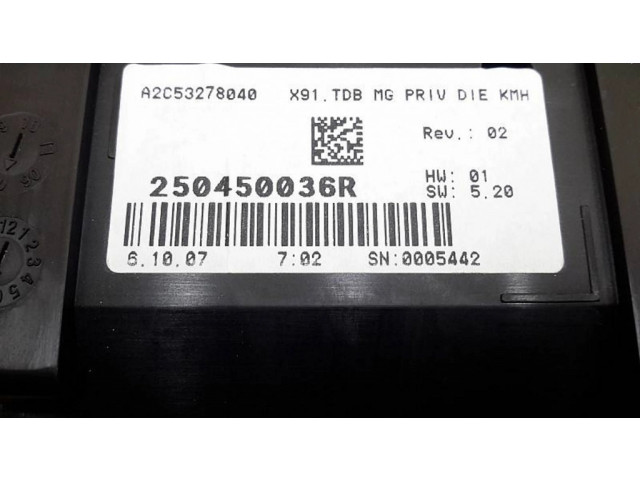 A2C53278040 X91.TDB MG PRIV DIE KMH
Rev.: 02
250450036R
HW: 01
SW: 5.20
6.10.07 7:02 SN:0005442